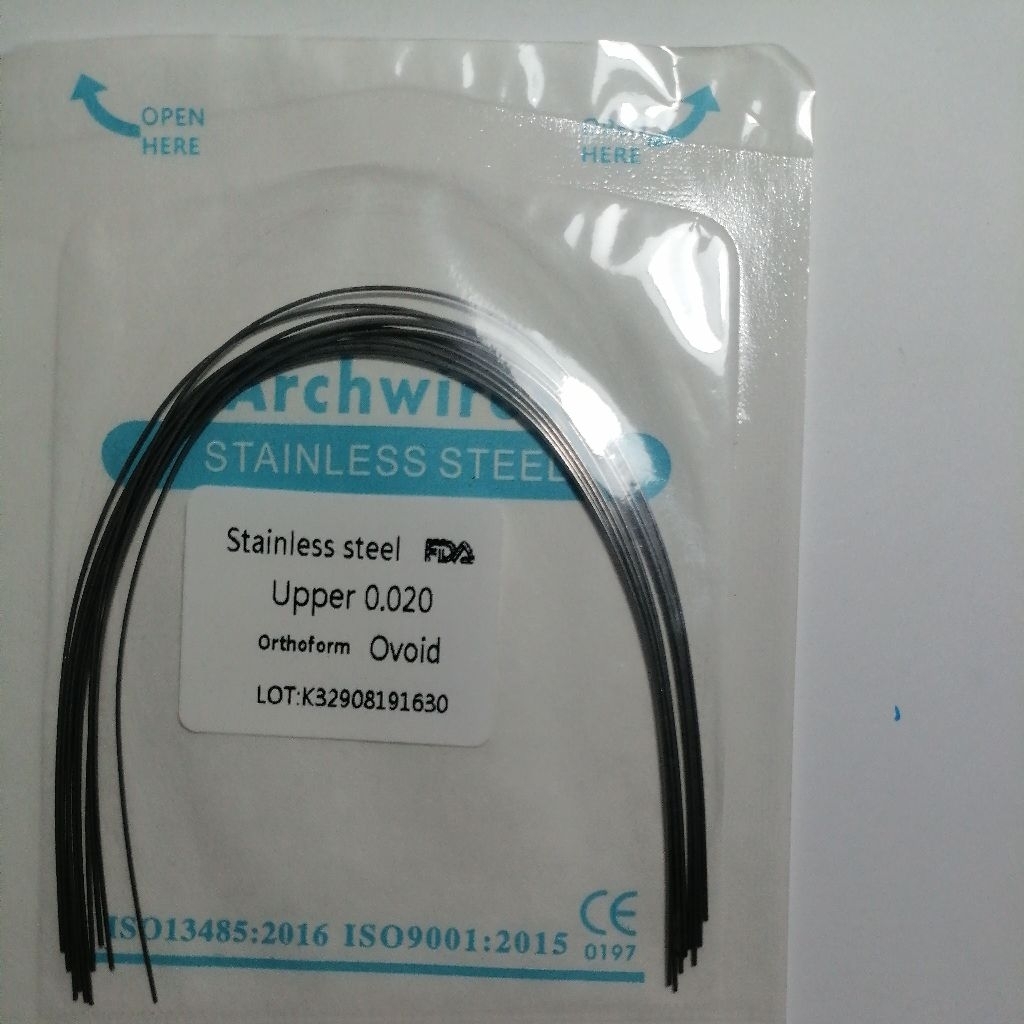 OPEN
HERE
HERE
Archwire
STAINLESS STEEL
Stainless steel FDA
Upper 0.020
Orthoform Ovoid
LOT:K32908191630
ISO13485:2016 ISO9001:2015
CE
0197